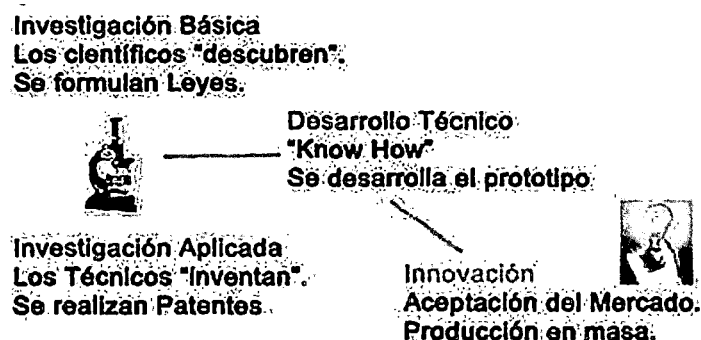 Investigación Básica
Los científicos "descubren".
Se formulan Leyes.
Desarrollo Técnico
"Know How"
Se desarrolla el prototipo
Investigación Aplicada
Los Técnicos "Inventan".
Se realizan Patentes
Innovación
Aceptación del Mercado.
Producción en masa.